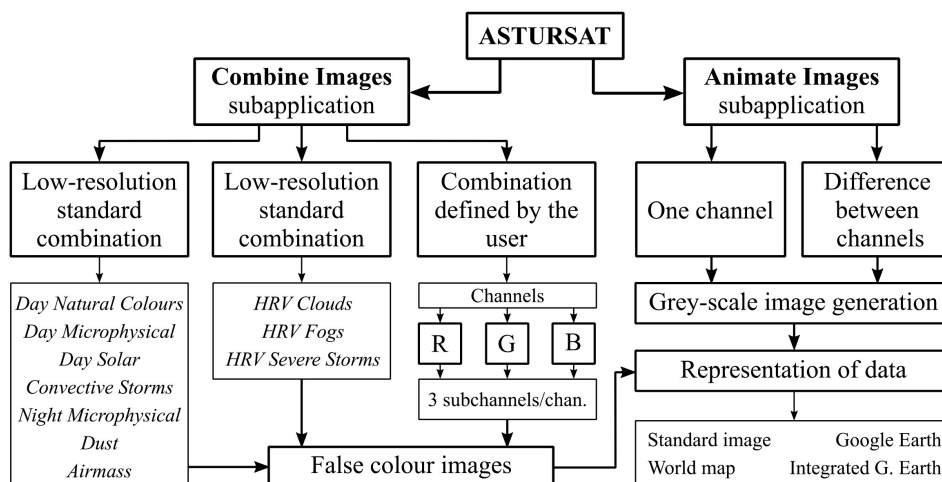 ASTURSAT
Combine Images
subapplication
Animate Images
subapplication
Low-resolution
standard
combination
Low-resolution
standard
combination
Combination
defined by the
user
One channel
Difference
between
channels
Day Natural Colours
Day Microphysical
Day Solar
Convective Storms
Night Microphysical
Dust
Airmass
HRV Clouds
HRV Fogs
HRV Severe Storms
Channels
R
G
B
3 subchannels/chan.
False colour images
Grey-scale image generation
Representation of data
Standard image
Google Earth
World map
Integrated G. Earth